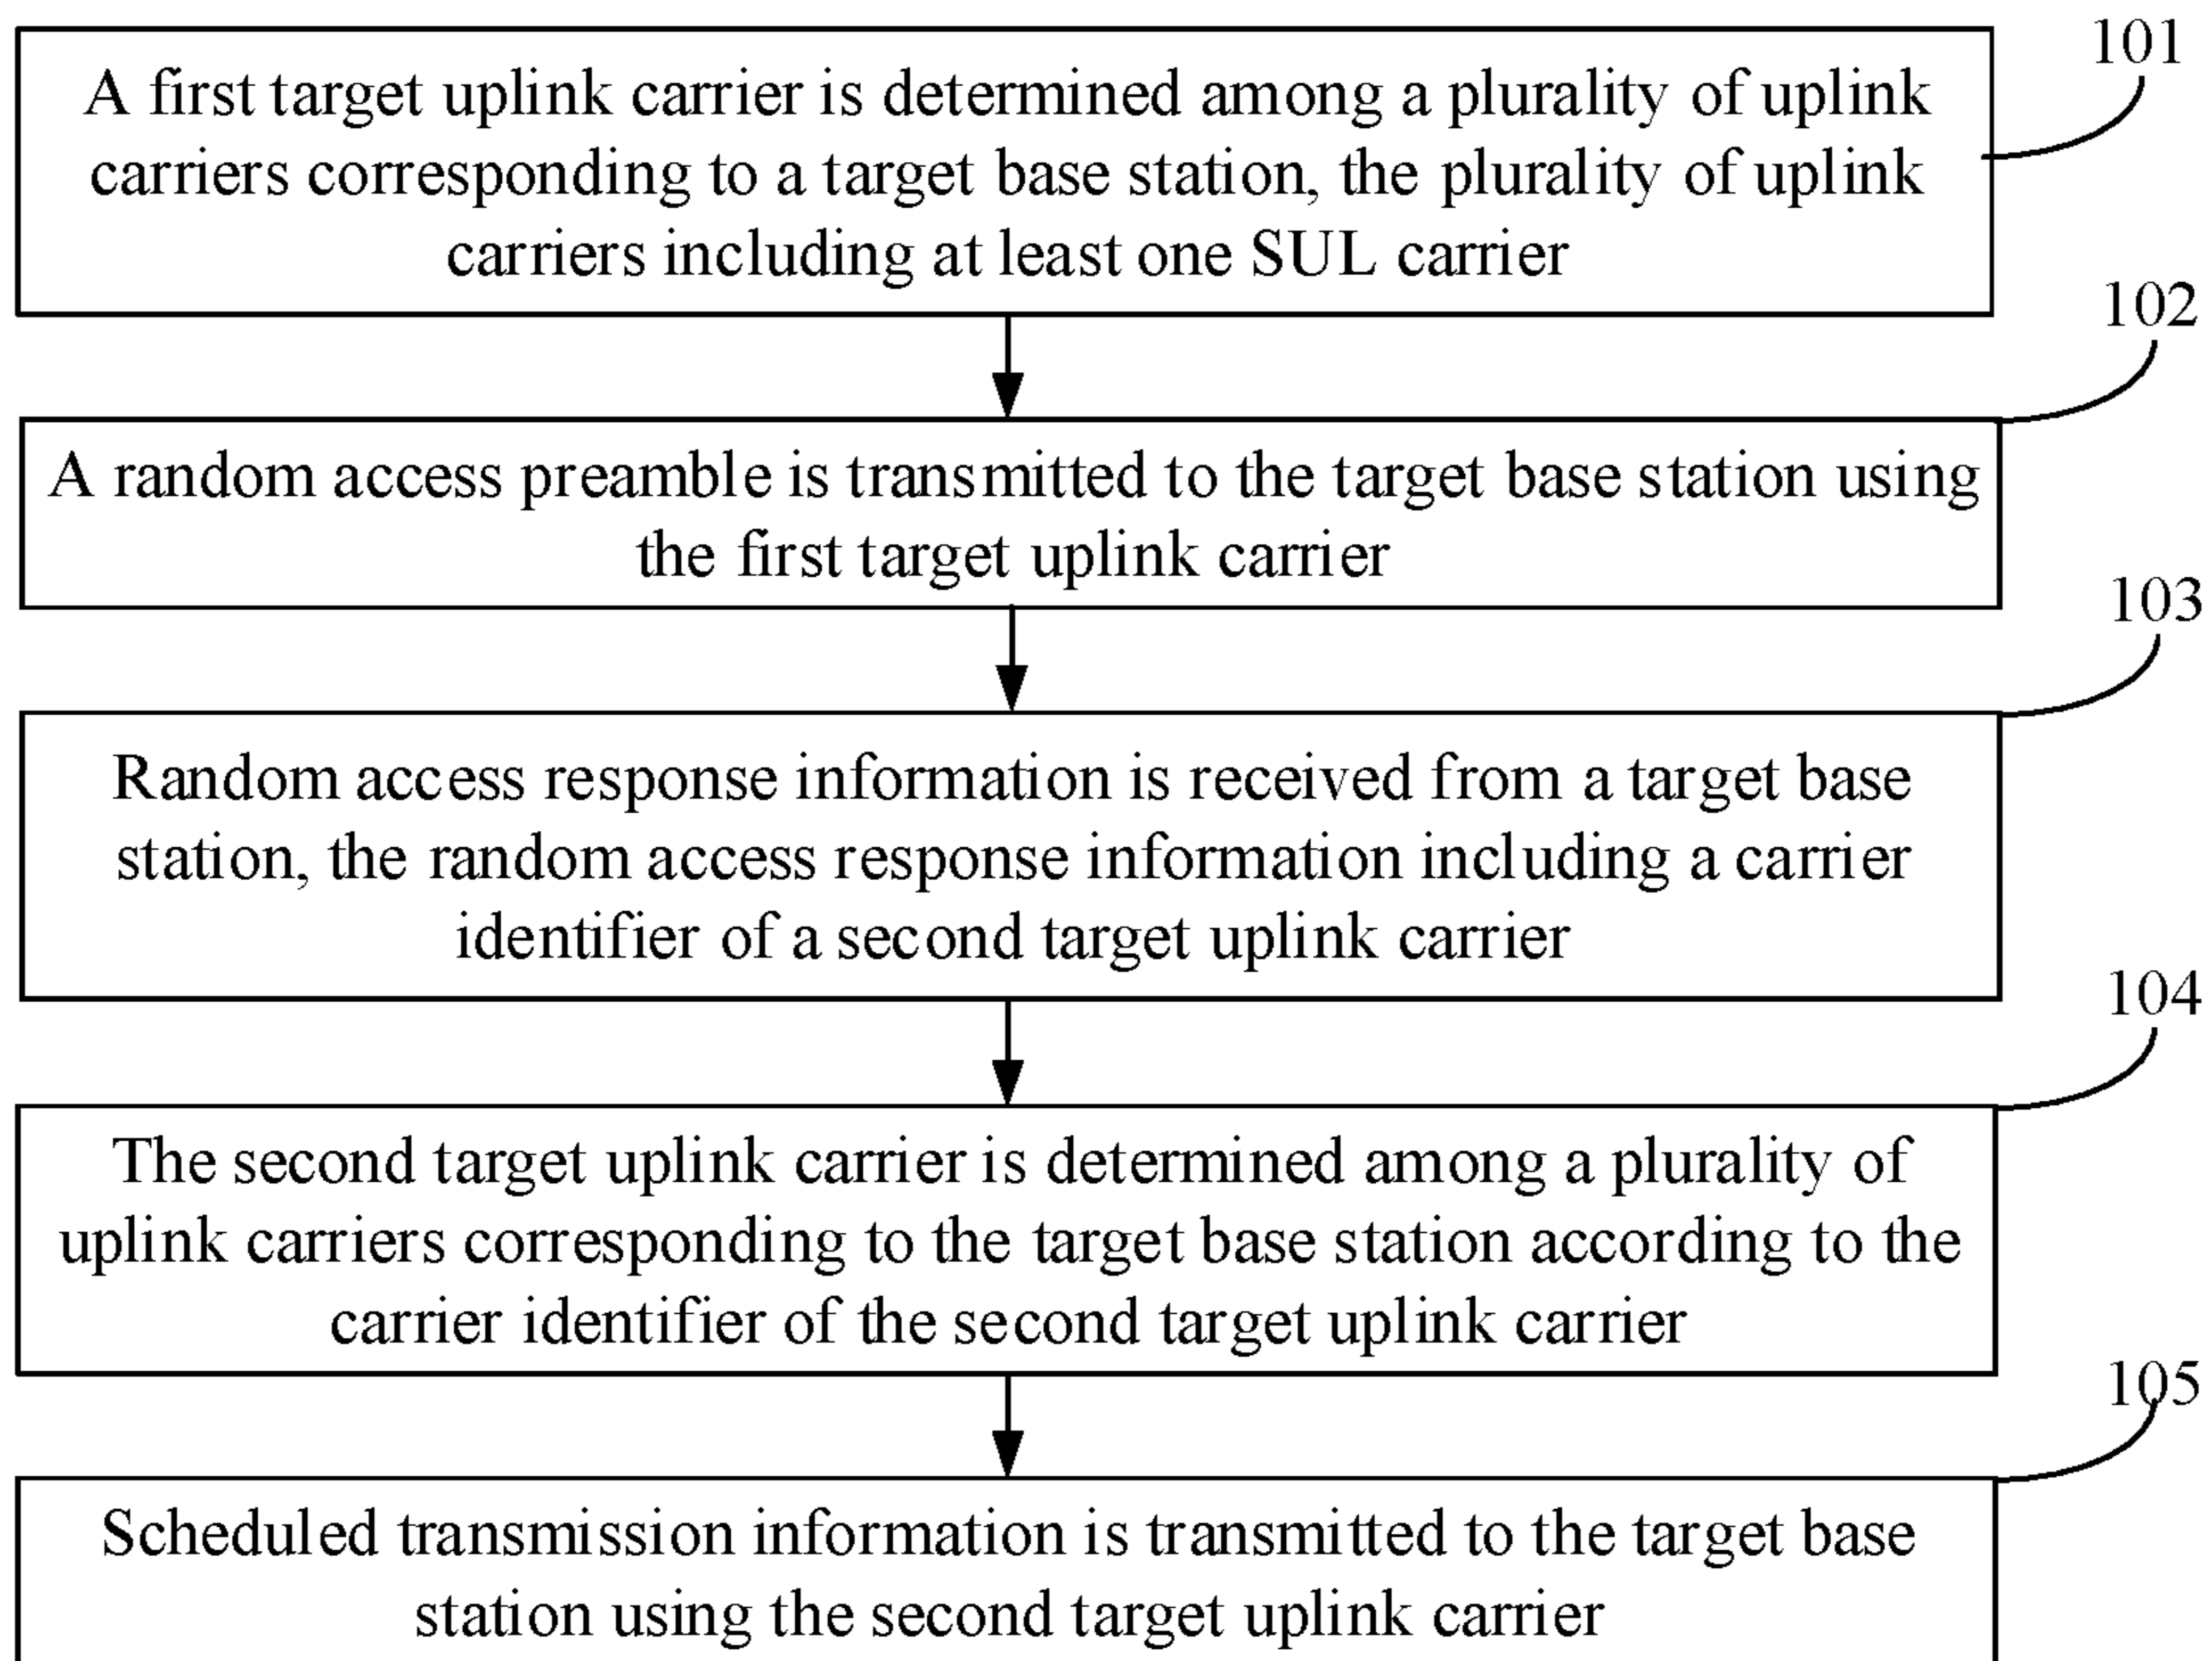 101
A first target uplink carrier is determined among a plurality of uplink
carriers corresponding to a target base station, the plurality of uplink
carriers including at least one SUL carrier
102
A random access preamble is transmitted to the target base station using
the first target uplink carrier
103
Random access response information is received from a target base
station, the random access response information including a carrier
identifier of a second target uplink carrier
104
The second target uplink carrier is determined among a plurality of
uplink carriers corresponding to the target base station according to the
carrier identifier of the second target uplink carrier
105
Scheduled transmission information is transmitted to the target base
station using the second target uplink carrier